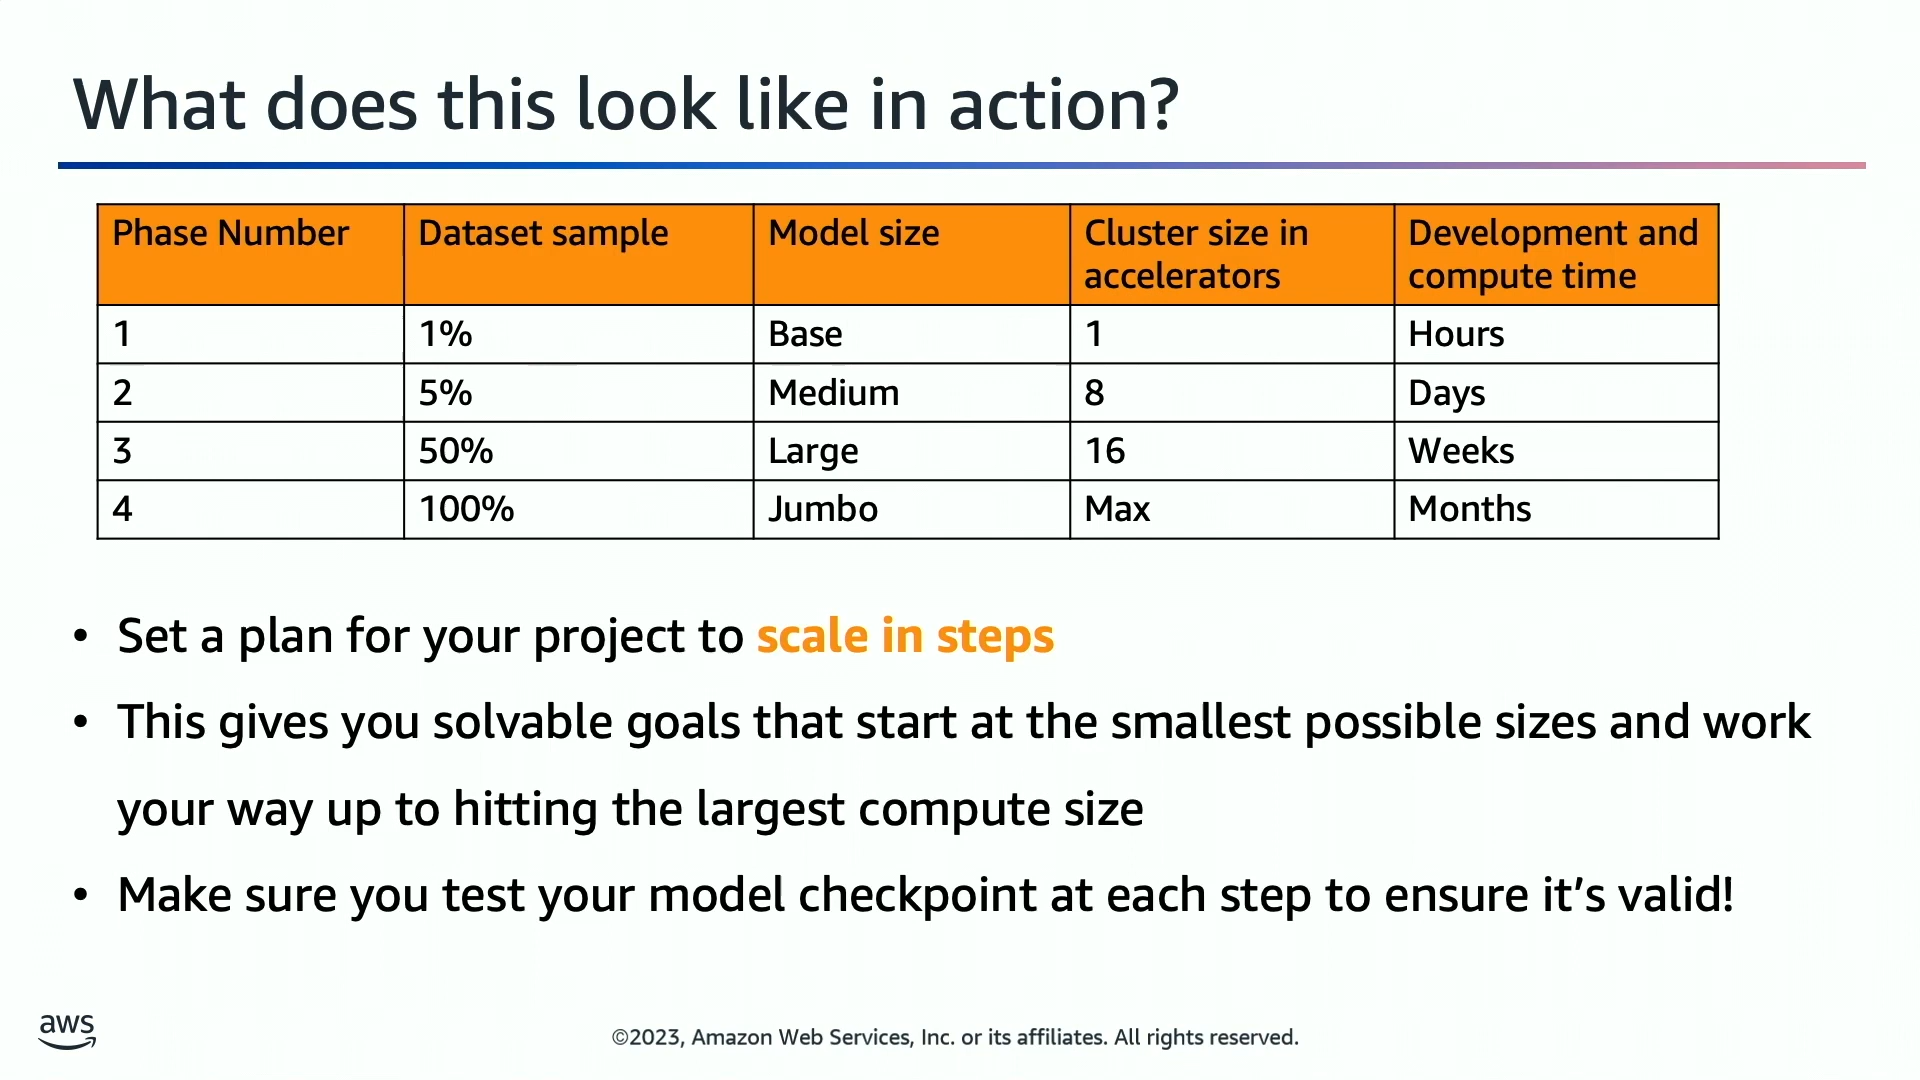 What does this look like in action?
Phase Number Dataset sample Model size Cluster size in accelerators Development and compute time
1 1% Base 1 Hours
2 5% Medium 8 Days
3 50% Large 16 Weeks
4 100% Jumbo Max Months
• Set a plan for your project to scale in steps
• This gives you solvable goals that start at the smallest possible sizes and work
your way up to hitting the largest compute size
• Make sure you test your model checkpoint at each step to ensure it’s valid!
aws
©2023, Amazon Web Services, Inc. or its affiliates. All rights reserved.